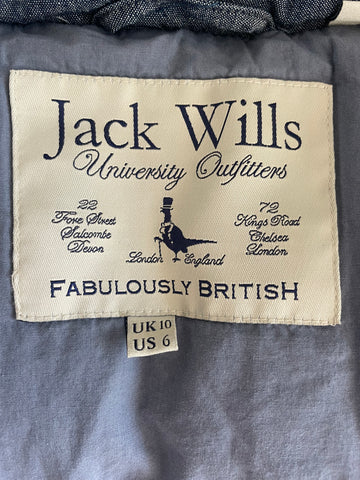 Jack Wills
University Outfitters
22
Fore Street
Salcombe
Devon
72
Kings Road
Chelsea
London
London England
FABULOUSLY BRITISH
UK 10
US 6